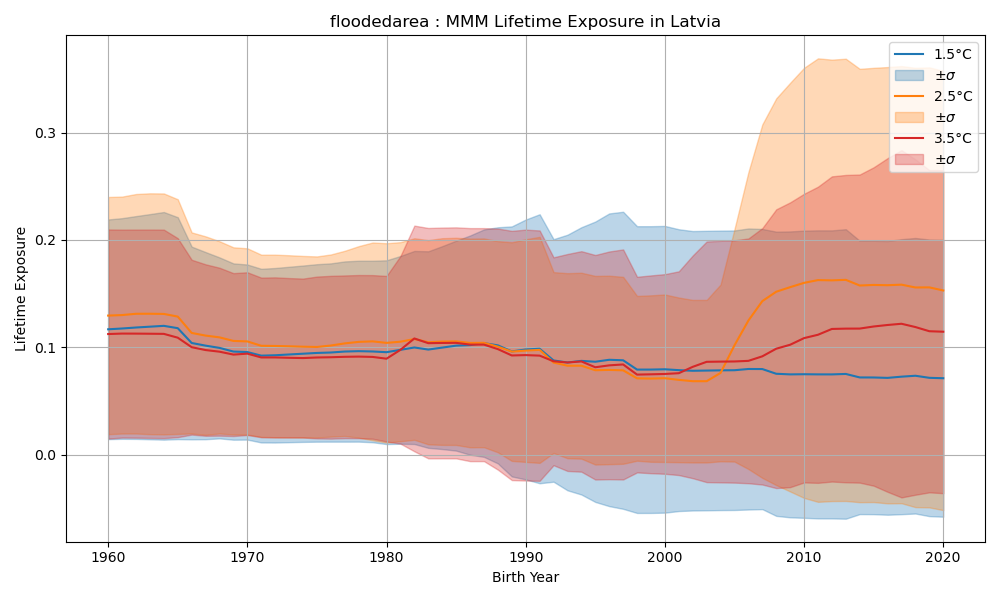 floodedarea : MMM Lifetime Exposure in Latvia
1.5°C
±σ
2.5°C
±σ
3.5°C
±σ
Lifetime Exposure
0.3
0.2
0.1
0.0
1960 1970 1980 1990 2000 2010 2020
Birth Year